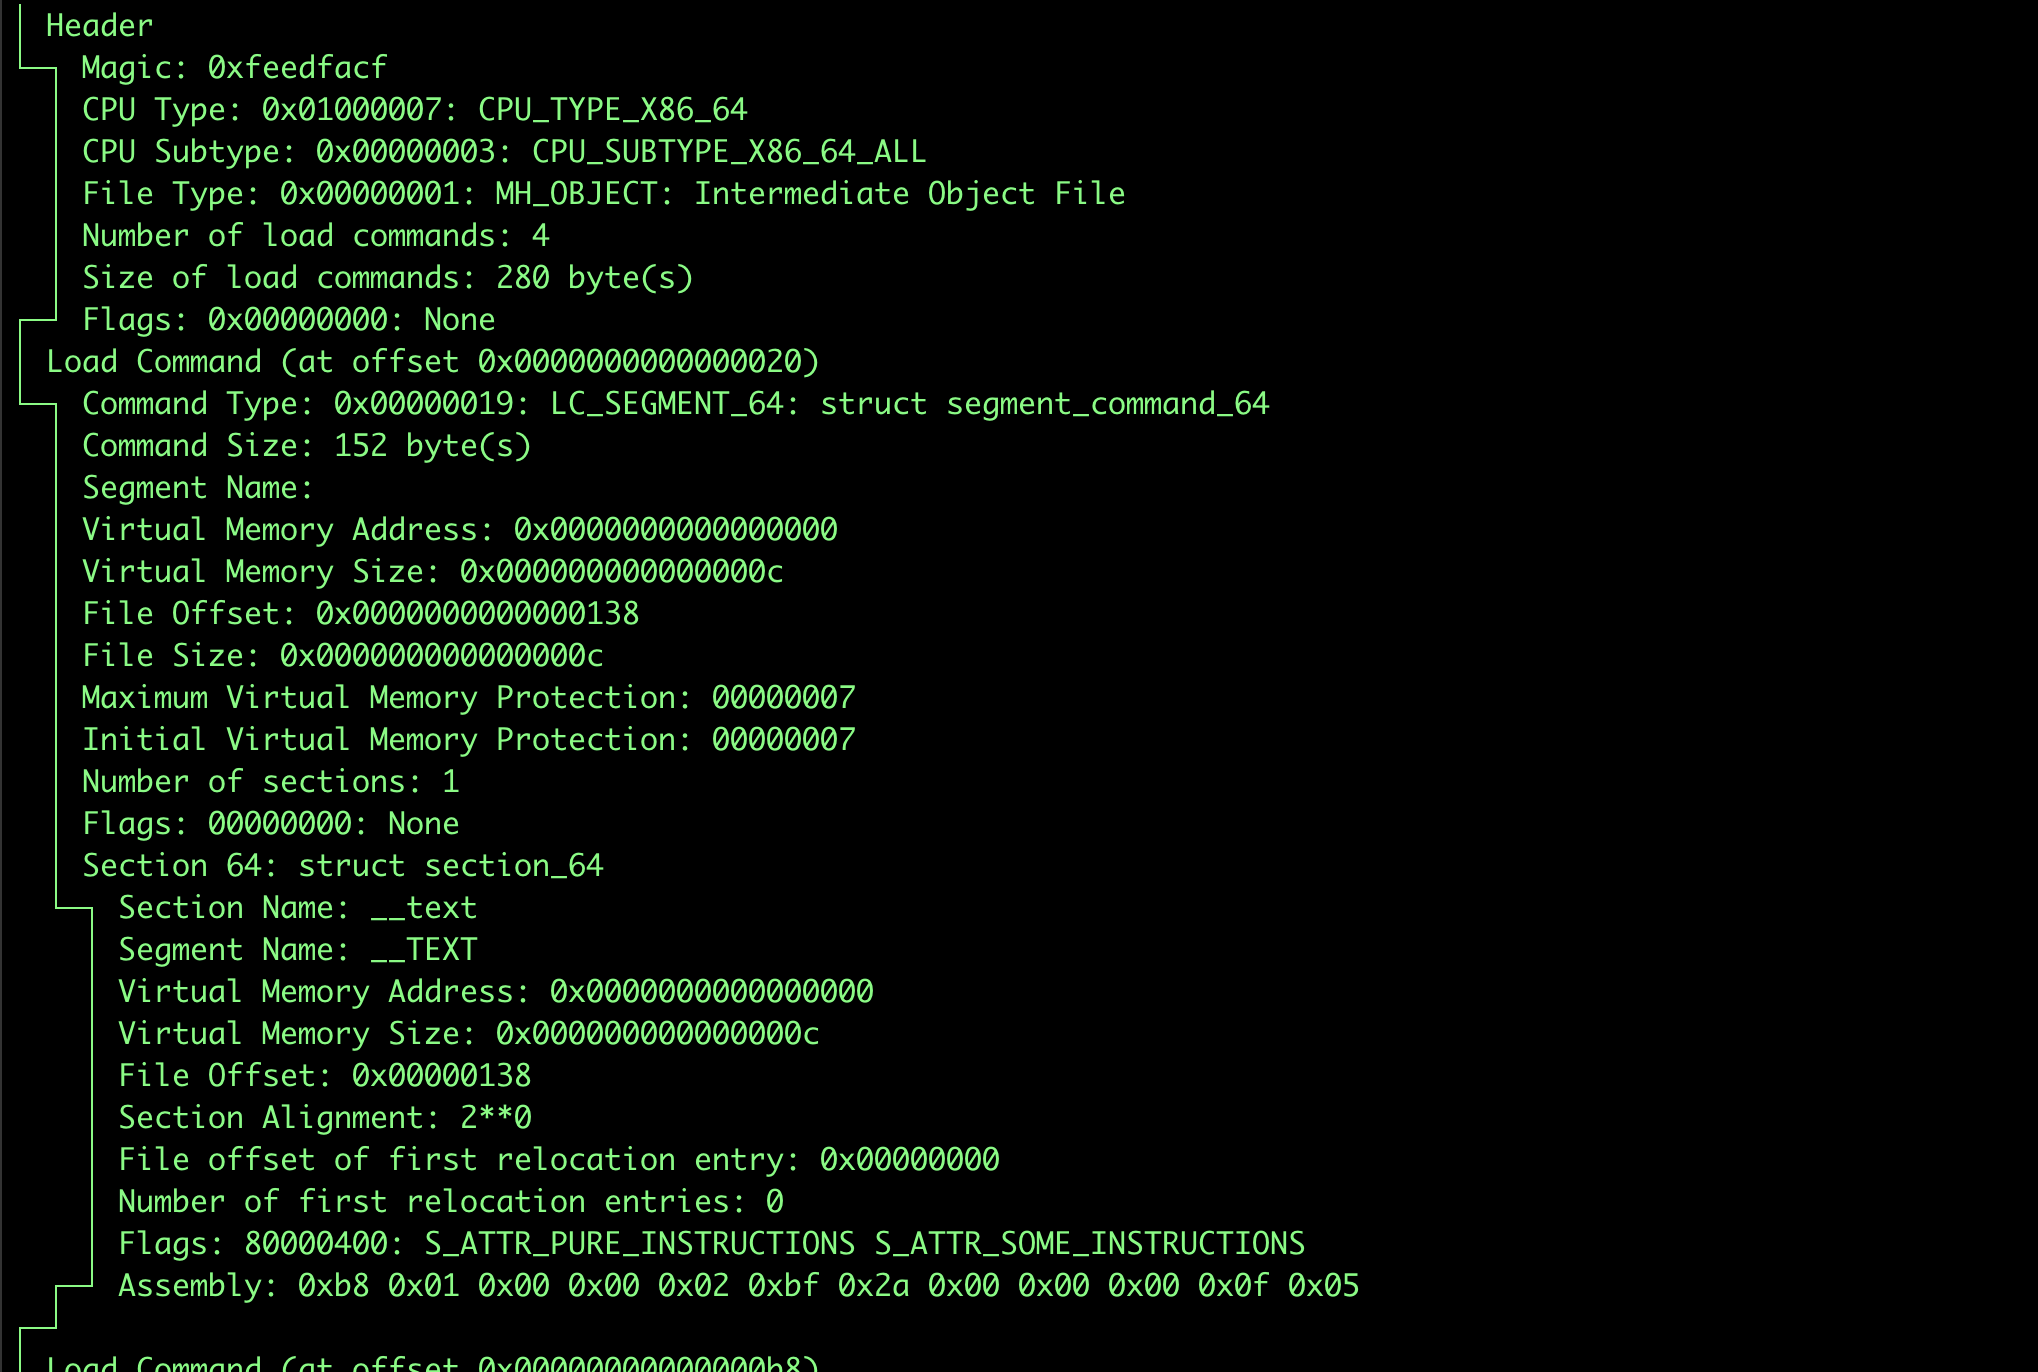 Header
Magic: 0xfeedfacf
CPU Type: 0x01000007: CPU_TYPE_X86_64
CPU Subtype: 0x00000003: CPU_SUBTYPE_X86_64_ALL
File Type: 0x00000001: MH_OBJECT: Intermediate Object File
Number of load commands: 4
Size of load commands: 280 byte(s)
Flags: 0x00000000: None
Load Command (at offset 0x0000000000000020)
Command Type: 0x00000019: LC_SEGMENT_64: struct segment_command_64
Command Size: 152 byte(s)
Segment Name:
Virtual Memory Address: 0x0000000000000000
Virtual Memory Size: 0x000000000000000c
File Offset: 0x0000000000000138
File Size: 0x000000000000000c
Maximum Virtual Memory Protection: 00000007
Initial Virtual Memory Protection: 00000007
Number of sections: 1
Flags: 00000000: None
Section 64: struct section_64
Section Name: __text
Segment Name: __TEXT
Virtual Memory Address: 0x0000000000000000
Virtual Memory Size: 0x000000000000000c
File Offset: 0x00000138
Section Alignment: 2**0
File offset of first relocation entry: 0x00000000
Number of first relocation entries: 0
Flags: 80000400: S_ATTR_PURE_INSTRUCTIONS S_ATTR_SOME_INSTRUCTIONS
Assembly: 0xb8 0x01 0x00 0x00 0x02 0xbf 0x2a 0x00 0x00 0x00 0x0f 0x05
Load Command (at offset 0x00000000000000b8)